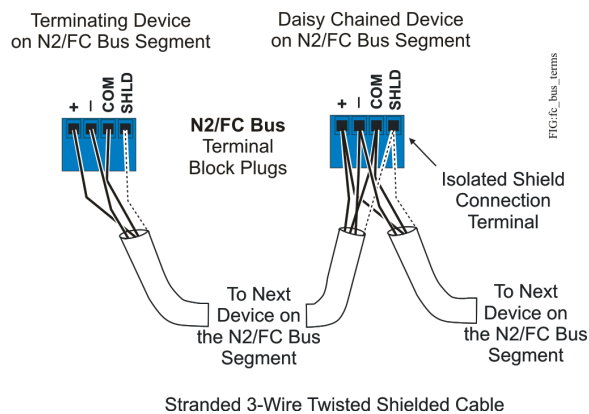 Terminating Device
on N2/FC Bus Segment
Daisy Chained Device
on N2/FC Bus Segment
+
–
COM
SHLD
N2/FC Bus
Terminal
Block Plugs
+
–
COM
SHLD
FIG:fc_bus_terms
Isolated Shield
Connection
Terminal
To Next
Device on
the N2/FC Bus
Segment
To Next
Device on
the N2/FC Bus
Segment
Stranded 3-Wire Twisted Shielded Cable